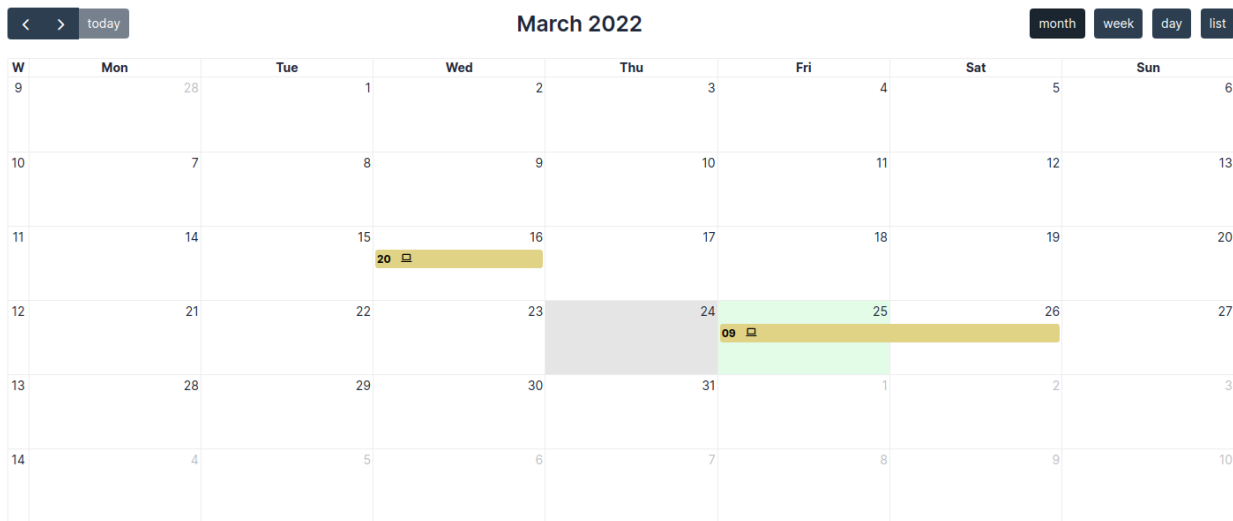 today March 2022 month week day list
W Mon Tue Wed Thu Fri Sat Sun
9 28 1 2 3 4 5 6
10 7 8 9 10 11 12 13
11 14 15 16 17 18 19 20
20
12 21 22 23 24 25 26 27
09
13 28 29 30 31 1 2 3
14 4 5 6 7 8 9 10